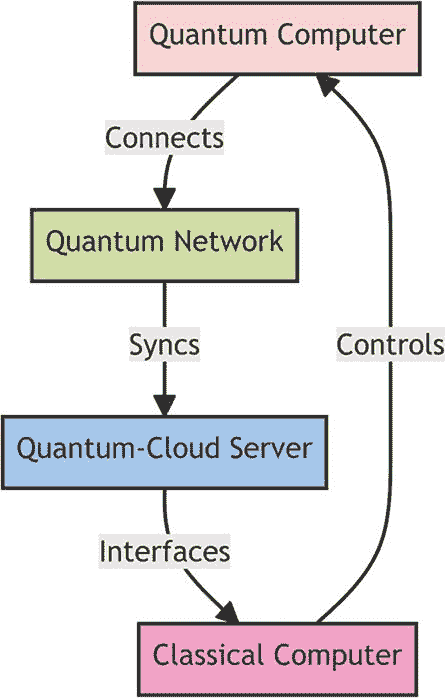 Quantum Computer
Connects
Quantum Network
Syncs
Controls
Quantum-Cloud Server
Interfaces
Classical Computer